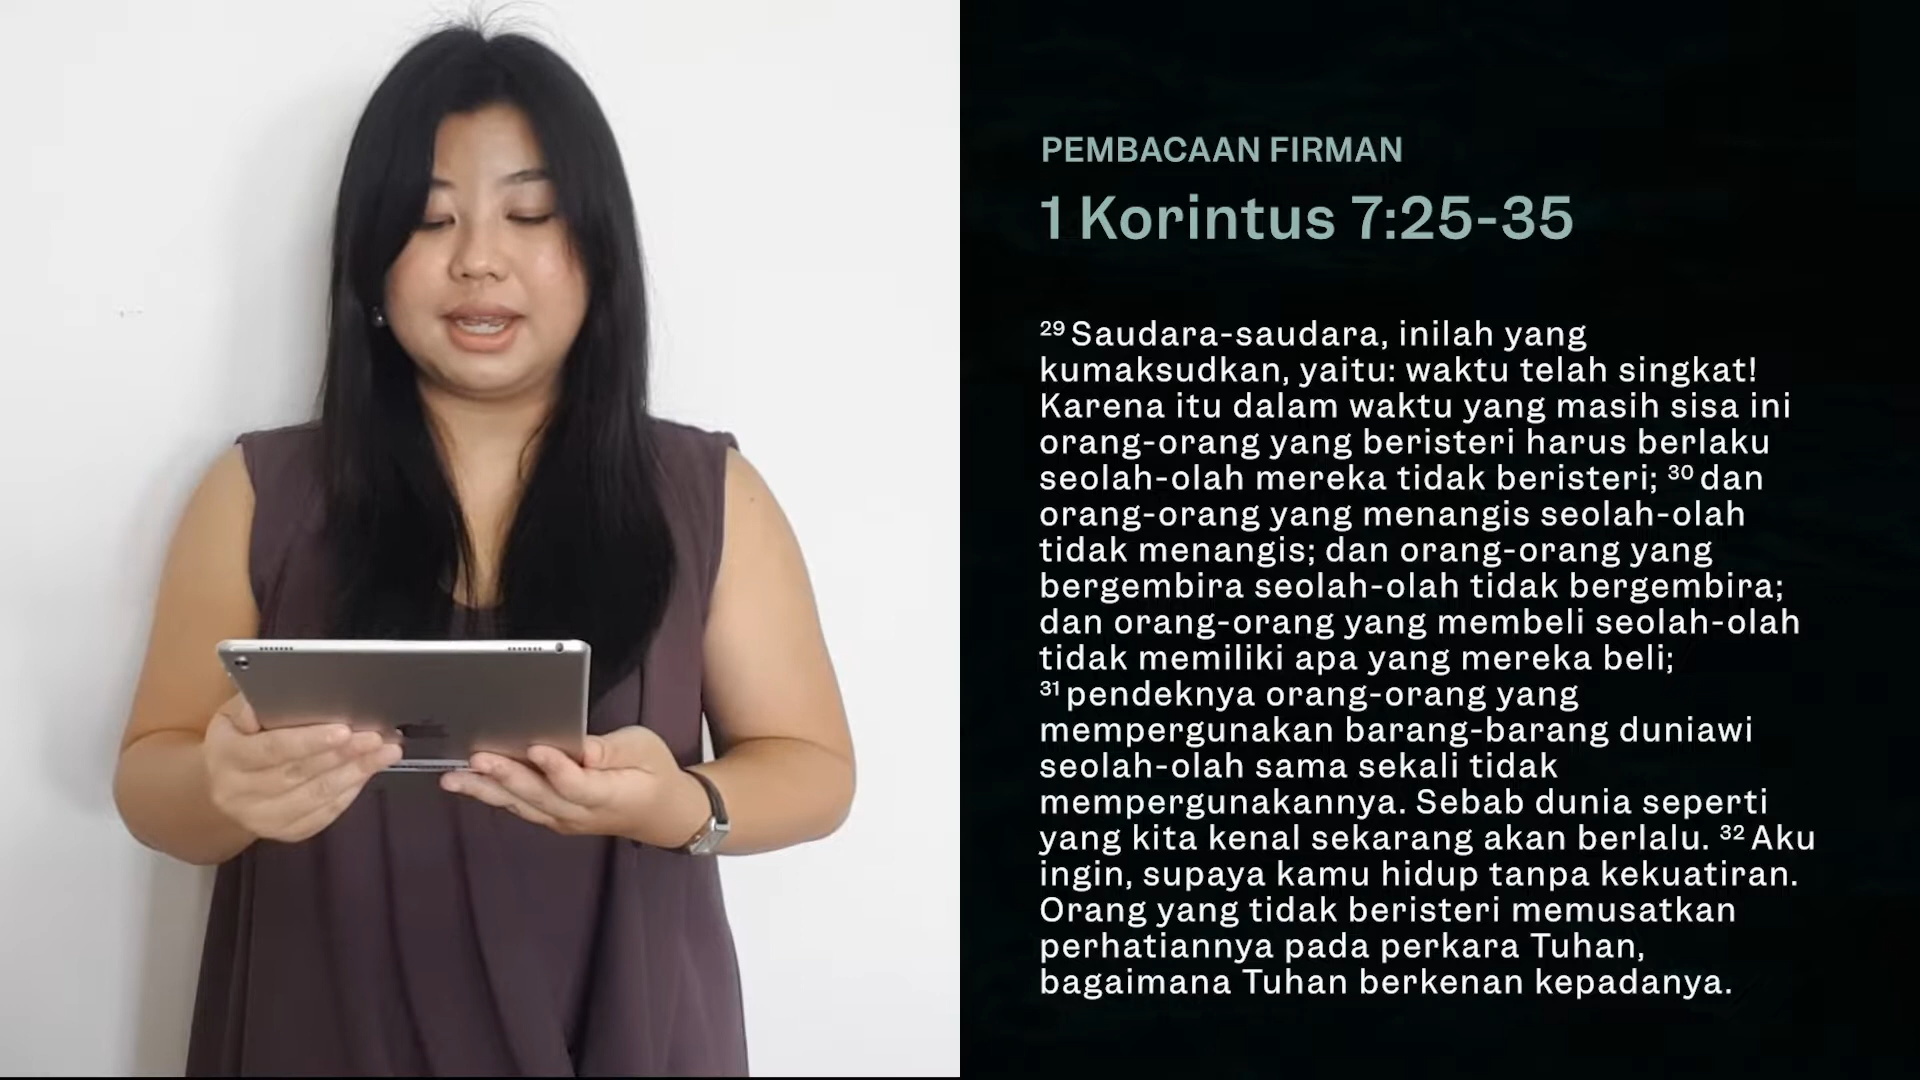 PEMBACAAN FIRMAN
1 Korintus 7:25-35
29 Saudara-saudara, inilah yang
kumaksudkan, yaitu: waktu telah singkat!
Karena itu dalam waktu yang masih sisa ini
orang-orang yang beristeri harus berlaku
seolah-olah mereka tidak beristeri; 30 dan
orang-orang yang menangis seolah-olah
tidak menangis; dan orang-orang yang
bergembira seolah-olah tidak bergembira;
dan orang-orang yang membeli seolah-olah
tidak memiliki apa yang mereka beli;
31 pendeknya orang-orang yang
mempergunakan barang-barang duniawi
seolah-olah sama sekali tidak
mempergunakannya. Sebab dunia seperti
yang kita kenal sekarang akan berlalu. 32 Aku
ingin, supaya kamu hidup tanpa kekuatiran.
Orang yang tidak beristeri memusatkan
perhatiannya pada perkara Tuhan,
bagaimana Tuhan berkenan kepadanya.